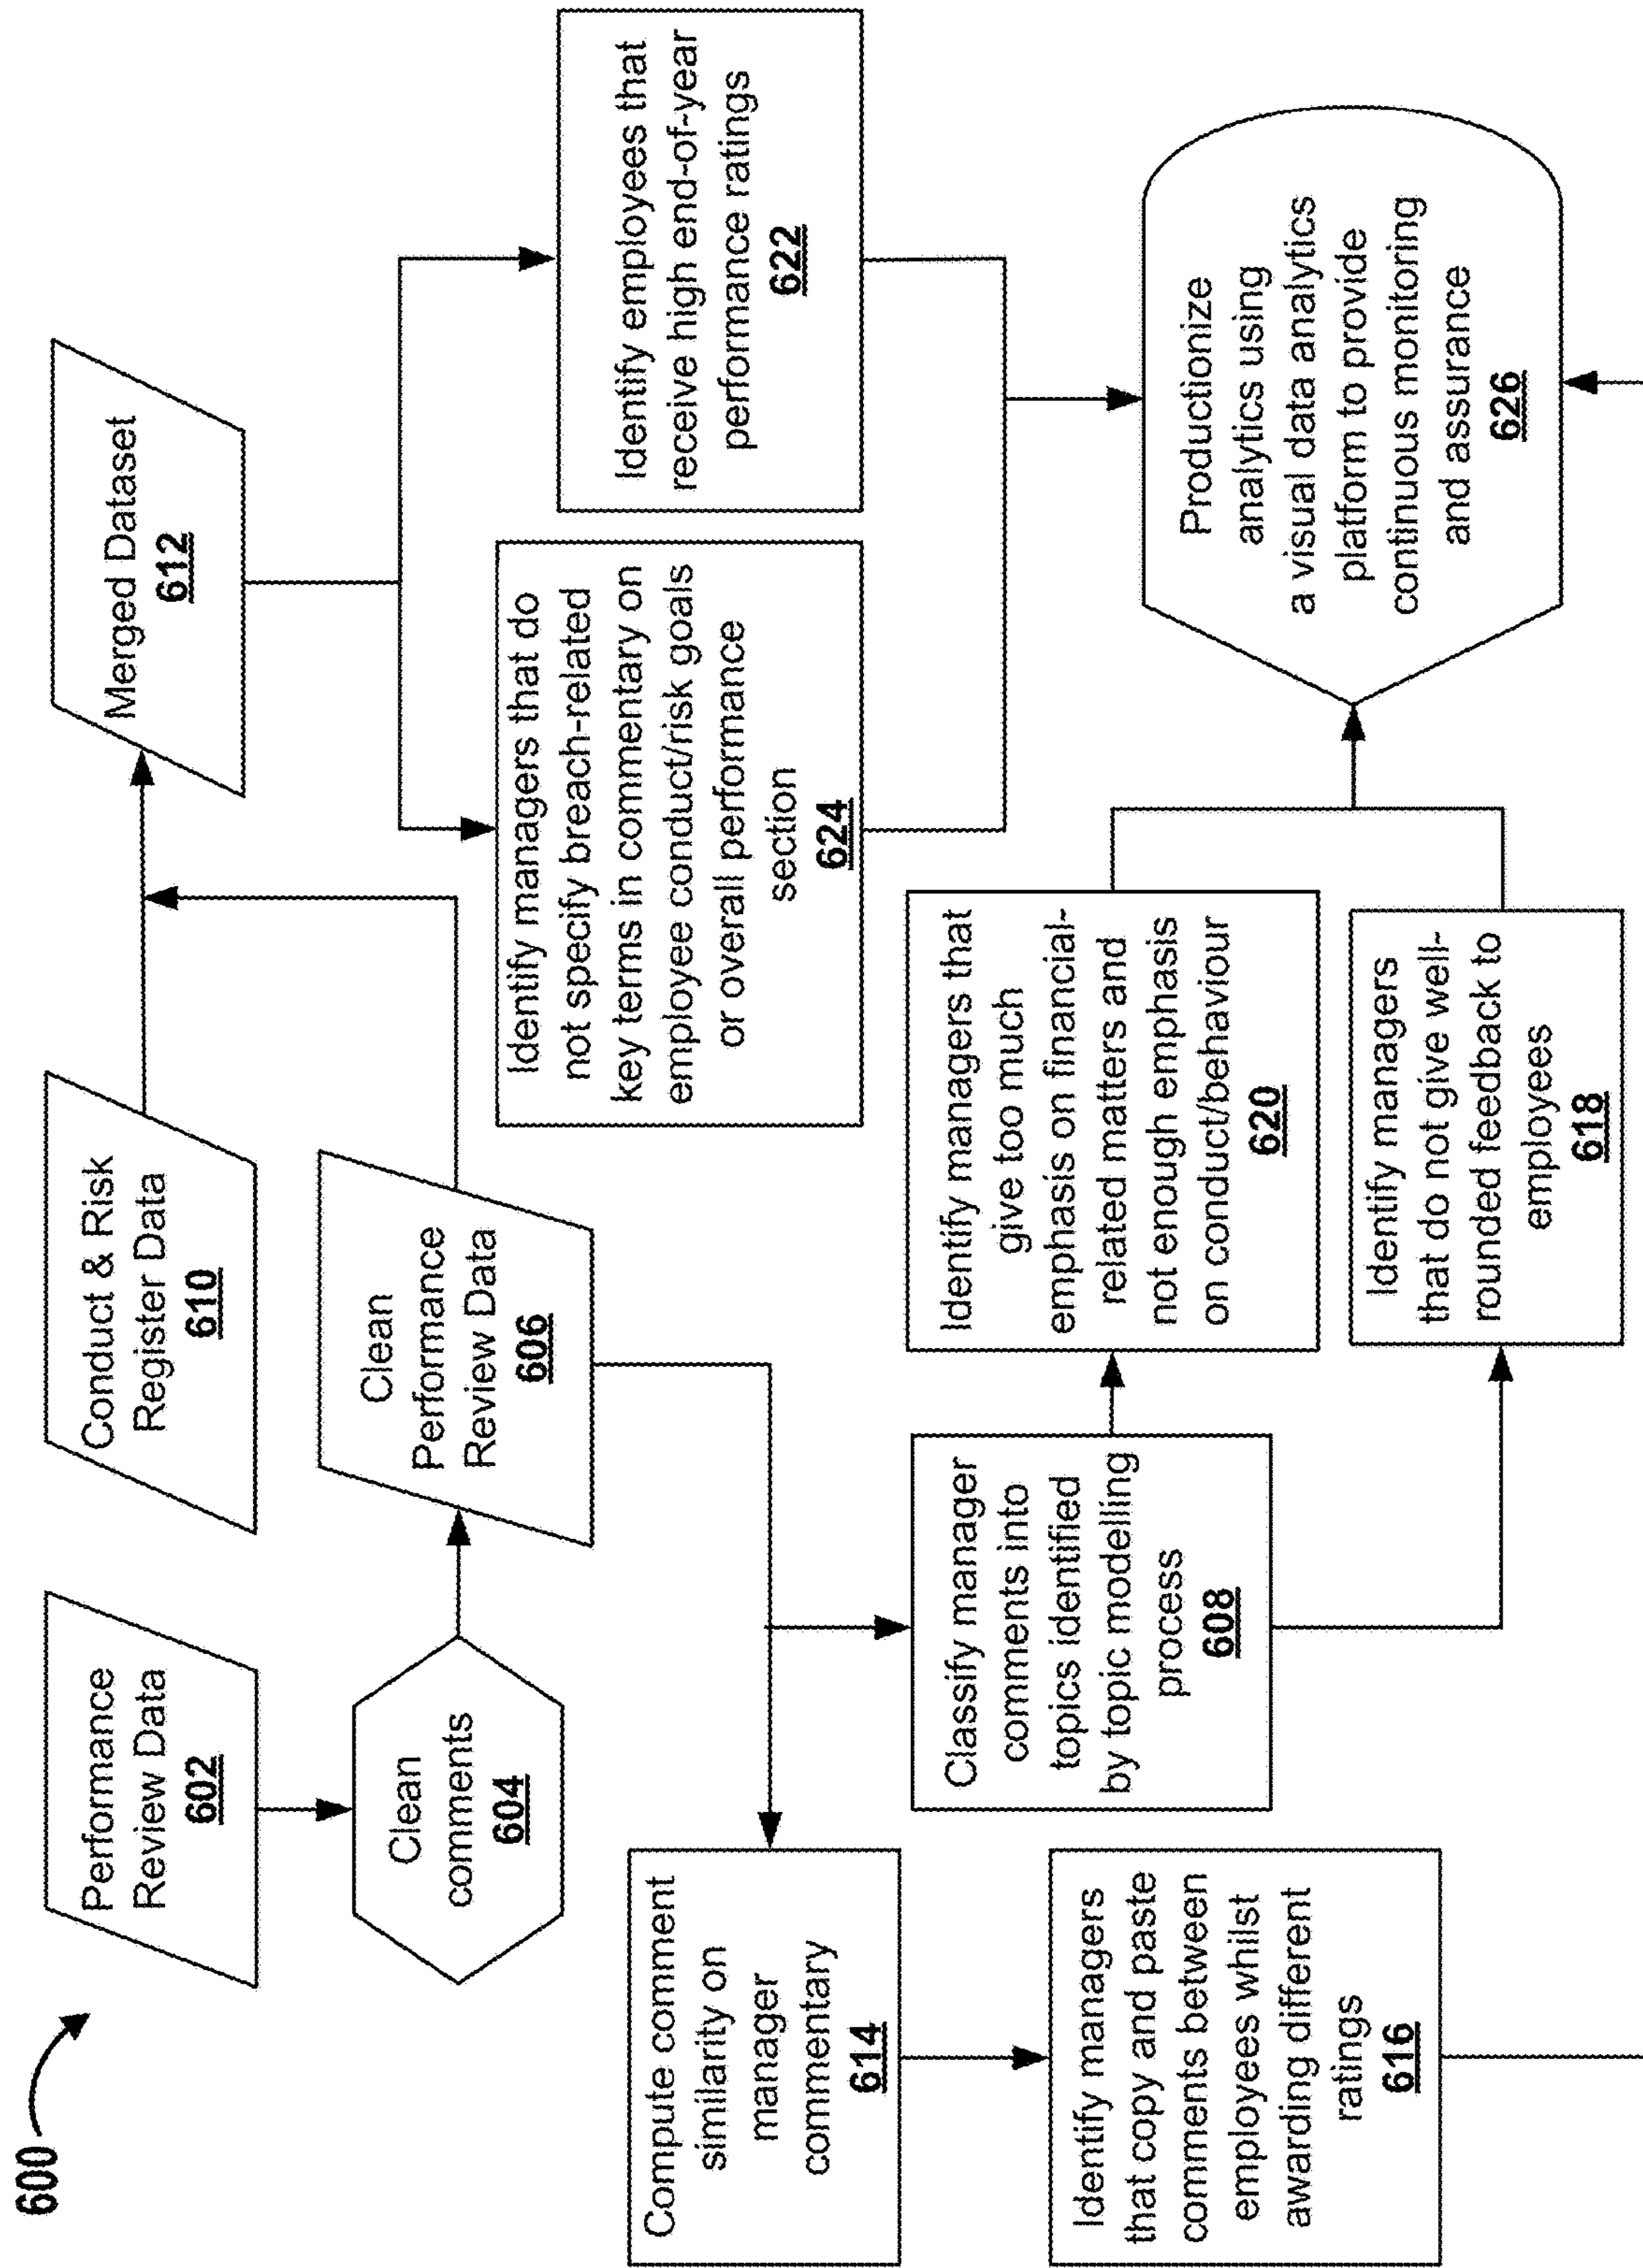 600
Performance
Review Data
602
Conduct & Risk
Register Data
610
Merged Dataset
612
Clean
comments
604
Clean
Performance
Review Data
606
Identify managers that do
not specify breach-related
key terms in commentary on
employee conduct/risk goals
or overall performance
section
624
Identify employees that
receive high end-of-year
performance ratings
622
Compute comment
similarity on
manager
commentary
614
Classify manager
comments into
topics identified
by topic modelling
process
608
Identify managers that
give too much
emphasis on financial-
related matters and
not enough emphasis
on conduct/behaviour
620
Productionize
analytics using
a visual data analytics
platform to provide
continuous monitoring
and assurance
626
Identify managers
that copy and paste
comments between
employees whilst
awarding different
ratings
616
Identify managers
that do not give well-
rounded feedback to
employees
618